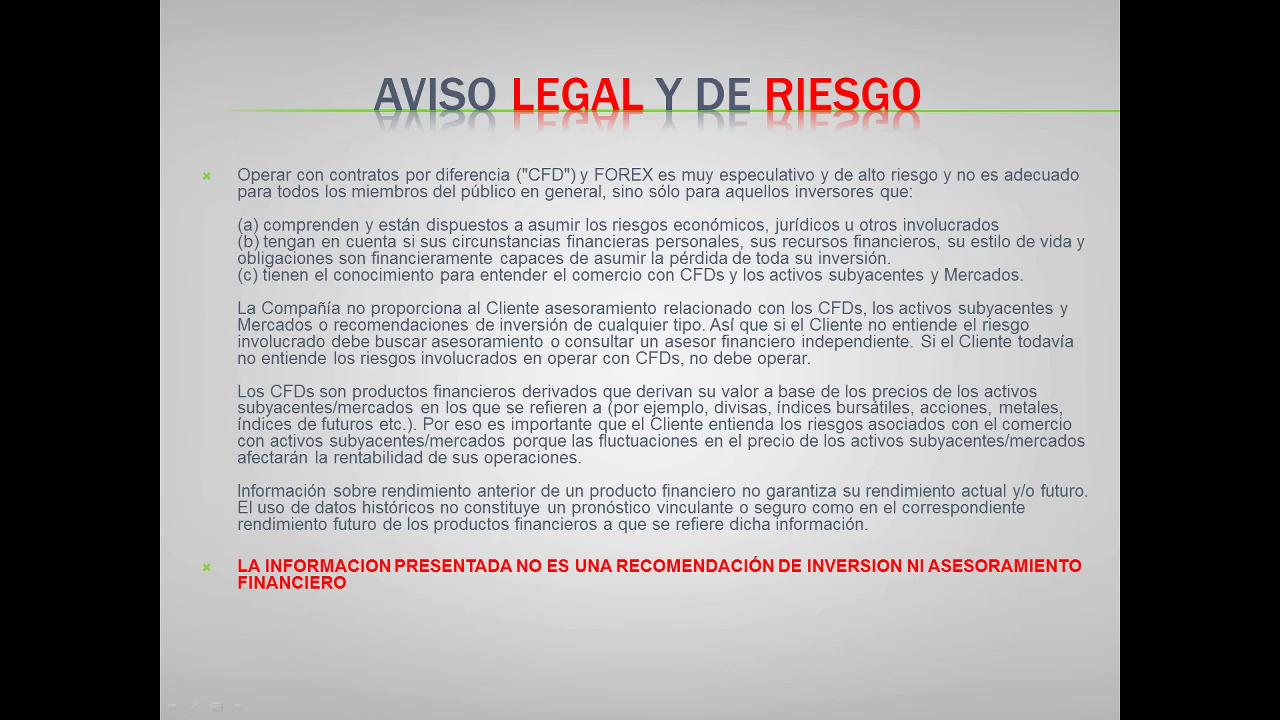 AVISO LEGAL Y DE RIESGO
Operar con contratos por diferencia ("CFD") y FOREX es muy especulativo y de alto riesgo y no es adecuado
para todos los miembros del público en general, sino sólo para aquellos inversores que:
(a) comprenden y están dispuestos a asumir los riesgos económicos, jurídicos u otros involucrados
(b) tengan en cuenta si sus circunstancias financieras personales, sus recursos financieros, su estilo de vida y
obligaciones son financieramente capaces de asumir la pérdida de toda su inversión.
(c) tienen el conocimiento para entender el comercio con CFDs y los activos subyacentes y Mercados.
La Compañía no proporciona al Cliente asesoramiento relacionado con los CFDs, los activos subyacentes y
Mercados o recomendaciones de inversión de cualquier tipo. Así que si el Cliente no entiende el riesgo
involucrado debe buscar asesoramiento o consultar un asesor financiero independiente. Si el Cliente todavía
no entiende los riesgos involucrados en operar con CFDs, no debe operar.
Los CFDs son productos financieros derivados que derivan su valor a base de los precios de los activos
subyacentes/mercados en los que se refieren a (por ejemplo, divisas, índices bursátiles, acciones, metales,
índices de futuros etc.). Por eso es importante que el Cliente entienda los riesgos asociados con el comercio
con activos subyacentes/mercados porque las fluctuaciones en el precio de los activos subyacentes/mercados
afectarán la rentabilidad de sus operaciones.
Información sobre rendimiento anterior de un producto financiero no garantiza su rendimiento actual y/o futuro.
El uso de datos históricos no constituye un pronóstico vinculante o seguro como en el correspondiente
rendimiento futuro de los productos financieros a que se refiere dicha información.
LA INFORMACION PRESENTADA NO ES UNA RECOMENDACIÓN DE INVERSION NI ASESORAMIENTO
FINANCIERO